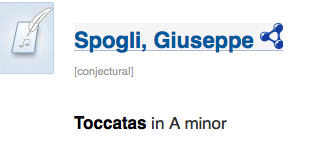 Spogli, Giuseppe
[conjectural]
Toccatas in A minor